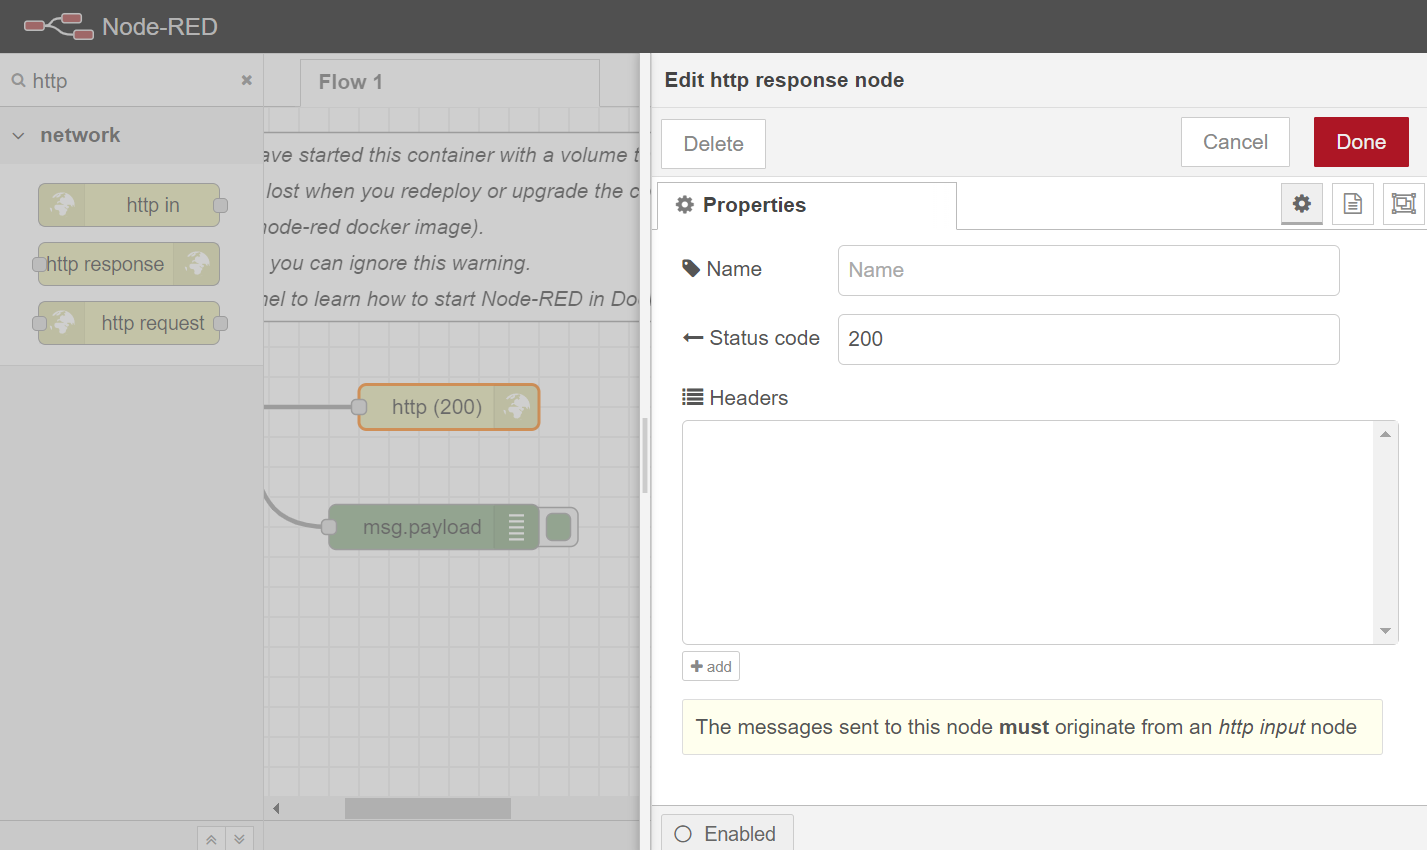 Node-RED
http
Flow 1
Edit http response node
Delete
Cancel
Done
network
http in
http response
http request
ave started this container with a volume
lost when you redeploy or upgrade the
node-red docker image).
you can ignore this warning.
nel to learn how to start Node-RED in Do
http (200)
msg.payload
Properties
Name
Name
Status code
200
Headers
add
The messages sent to this node must originate from an http input node
Enabled